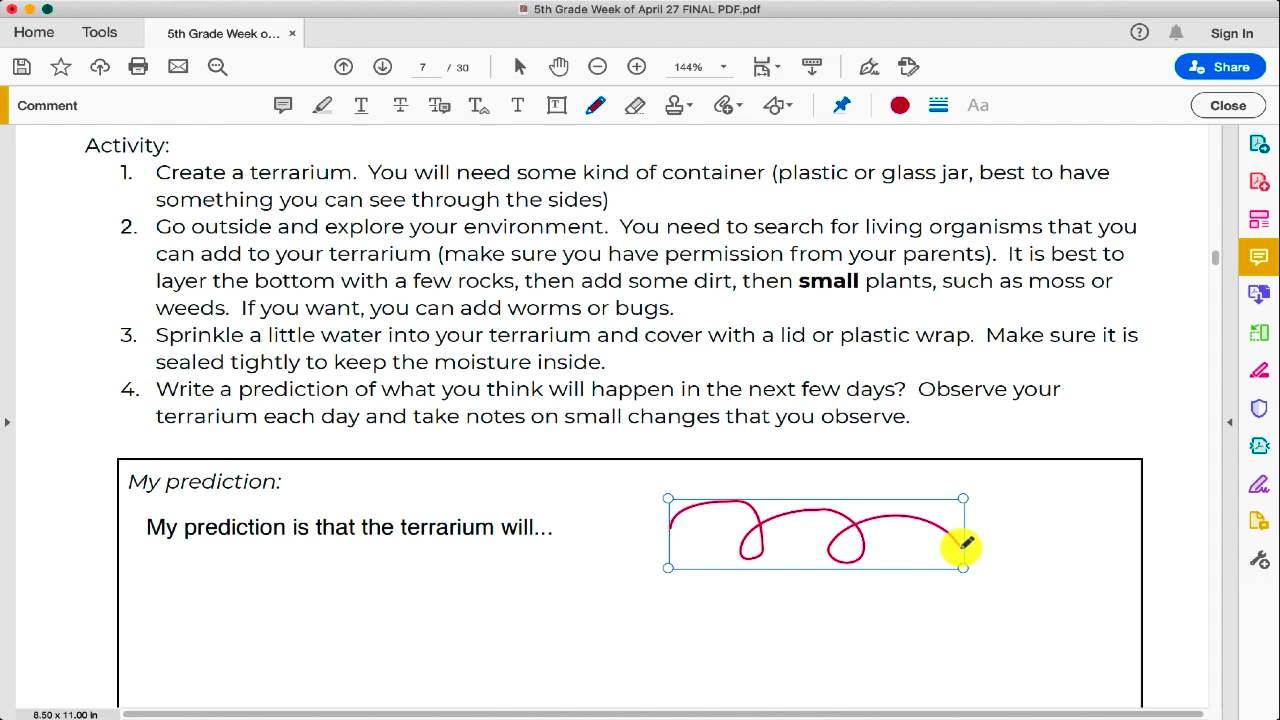 5th Grade Week of April 27 FINAL PDF.pdf
Home Tools 5th Grade Week o... × ? Sign In
7 / 30 144% Share
Comment T T T T T T Aa Close
Activity:
1. Create a terrarium. You will need some kind of container (plastic or glass jar, best to have
something you can see through the sides)
2. Go outside and explore your environment. You need to search for living organisms that you
can add to your terrarium (make sure you have permission from your parents). It is best to
layer the bottom with a few rocks, then add some dirt, then small plants, such as moss or
weeds. If you want, you can add worms or bugs.
3. Sprinkle a little water into your terrarium and cover with a lid or plastic wrap. Make sure it is
sealed tightly to keep the moisture inside.
4. Write a prediction of what you think will happen in the next few days? Observe your
terrarium each day and take notes on small changes that you observe.
My prediction:
My prediction is that the terrarium will...
8.50 x 11.00 in